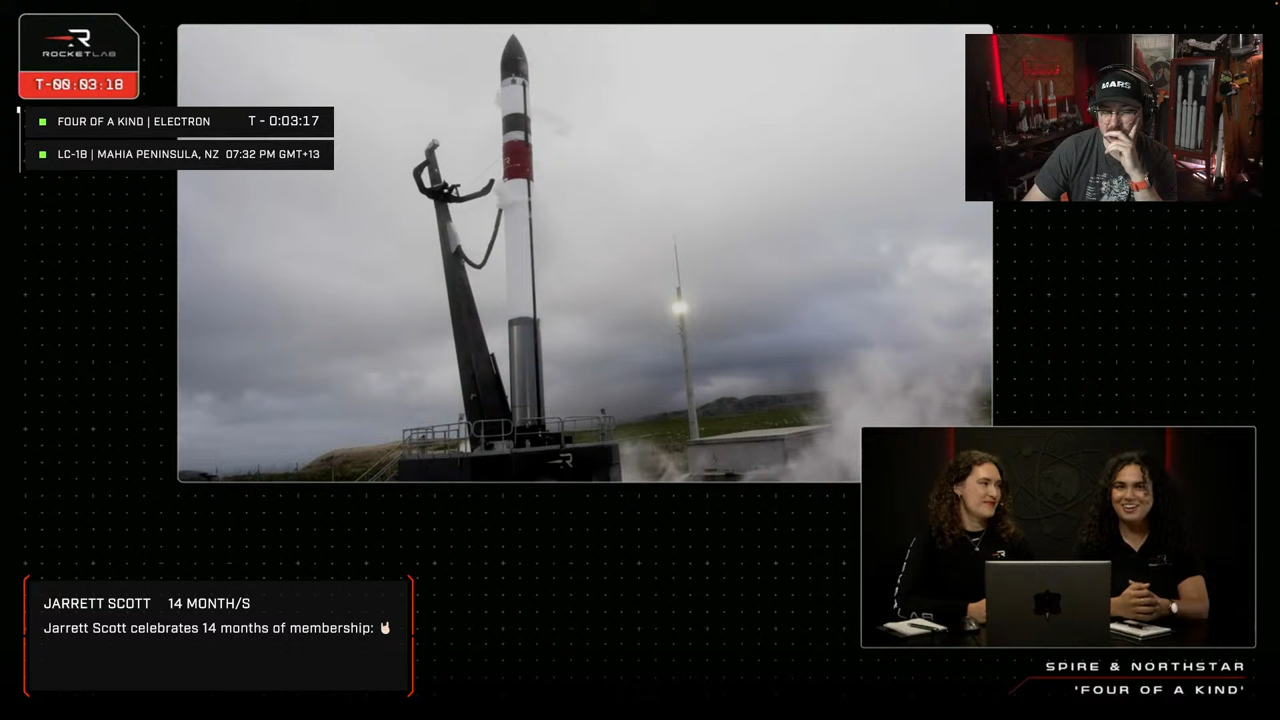 ROCKETLAB
T-00:03:18
FOUR OF A KIND | ELECTRON T - 0:03:17
LC-1B | MAHIA PENINSULA, NZ 07:32 PM GMT+13
MARS
JARRETT SCOTT 14 MONTH/S
Jarrett Scott celebrates 14 months of membership: 🤘🏻
SPIRE & NORTHSTAR
'FOUR OF A KIND'